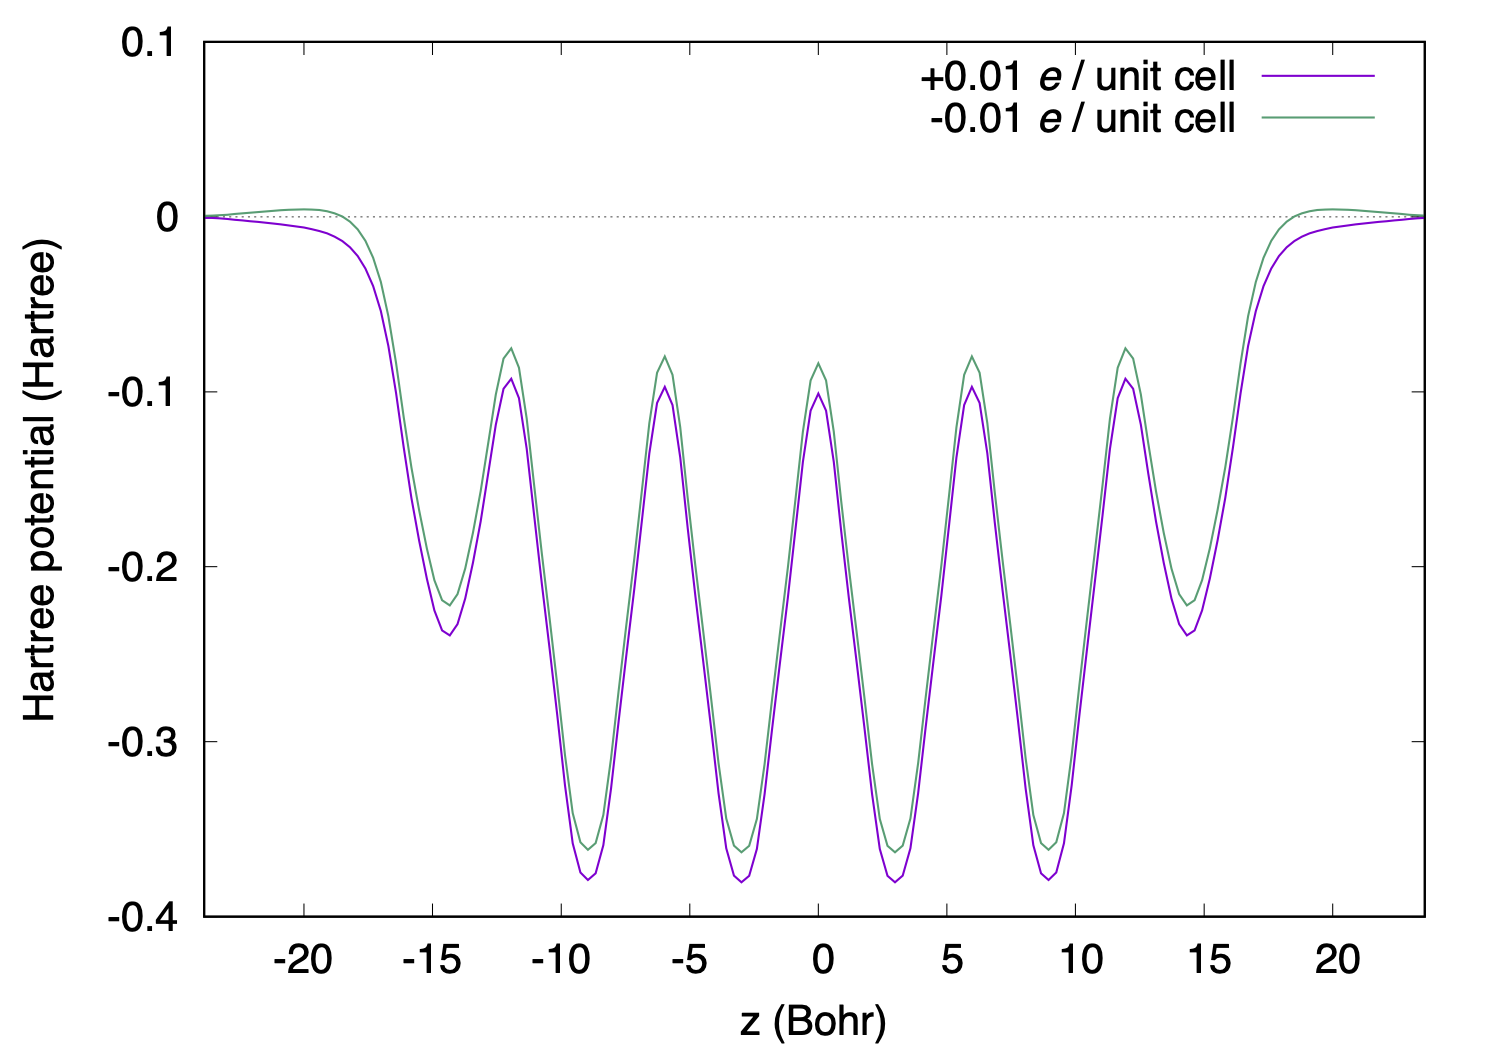 Hartree potential (Hartree)
0.1
0
-0.1
-0.2
-0.3
-0.4
+0.01 e / unit cell
-0.01 e / unit cell
-20 -15 -10 -5 0 5 10 15 20
z (Bohr)